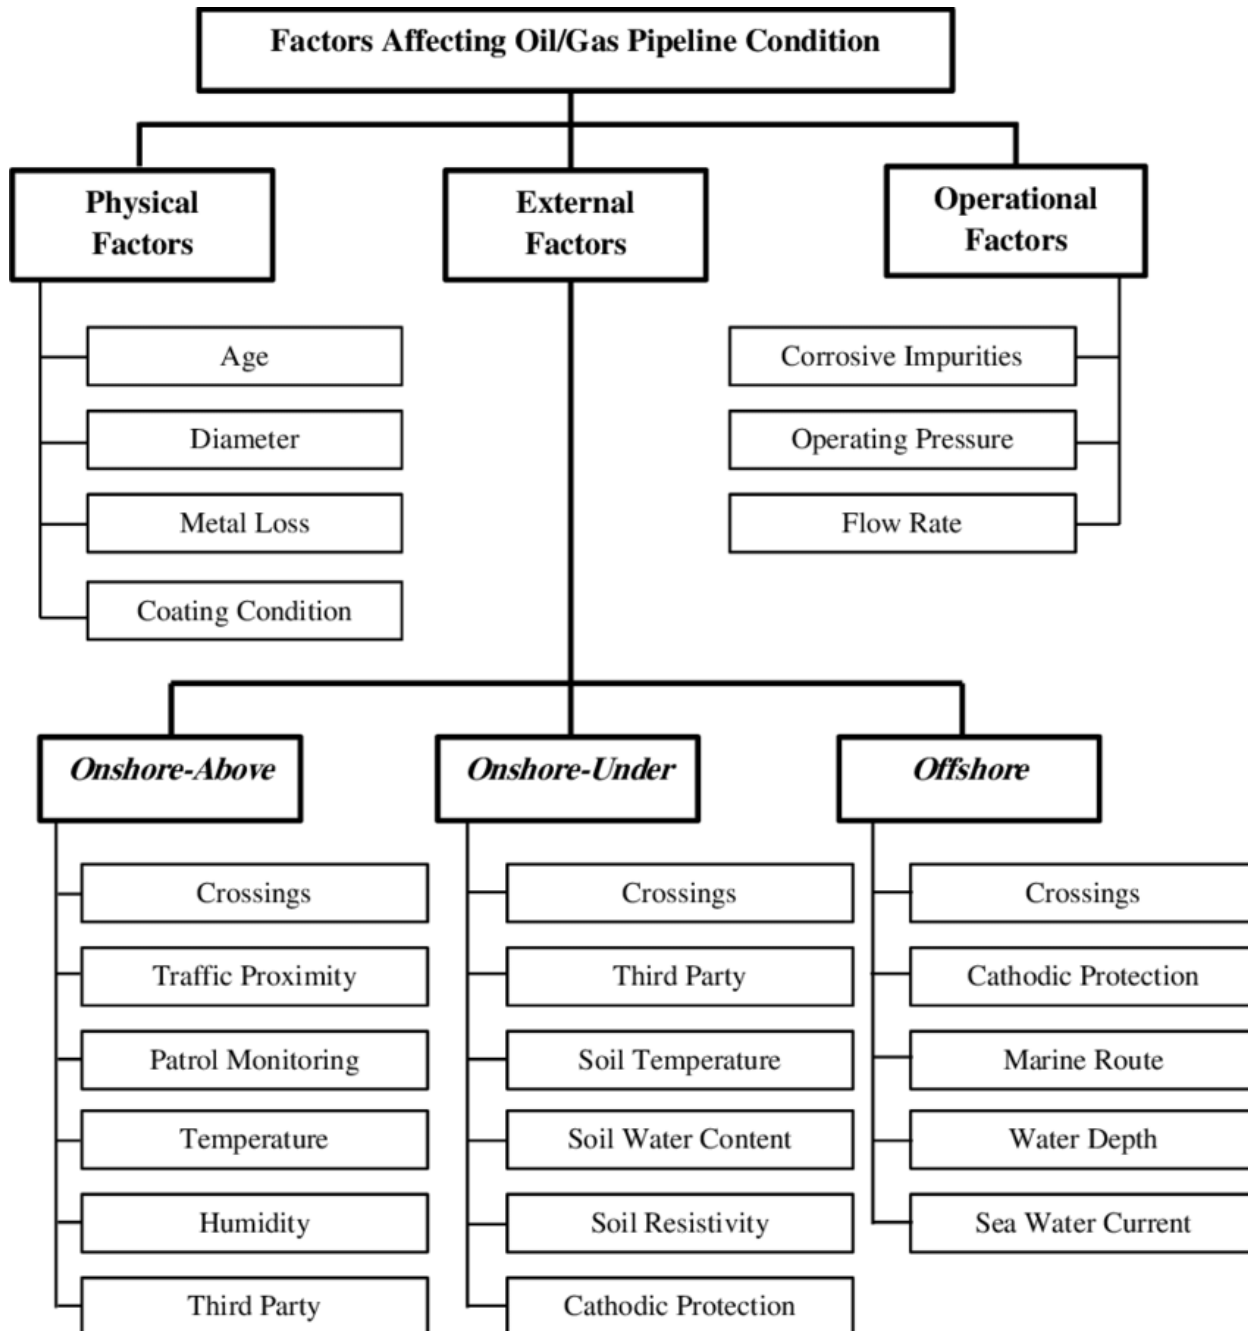 Factors Affecting Oil/Gas Pipeline Condition
Physical
Factors
External
Factors
Operational
Factors
Age
Diameter
Metal Loss
Coating Condition
Corrosive Impurities
Operating Pressure
Flow Rate
Onshore-Above
Onshore-Under
Offshore
Crossings
Traffic Proximity
Patrol Monitoring
Temperature
Humidity
Third Party
Crossings
Third Party
Soil Temperature
Soil Water Content
Soil Resistivity
Cathodic Protection
Crossings
Cathodic Protection
Marine Route
Water Depth
Sea Water Current